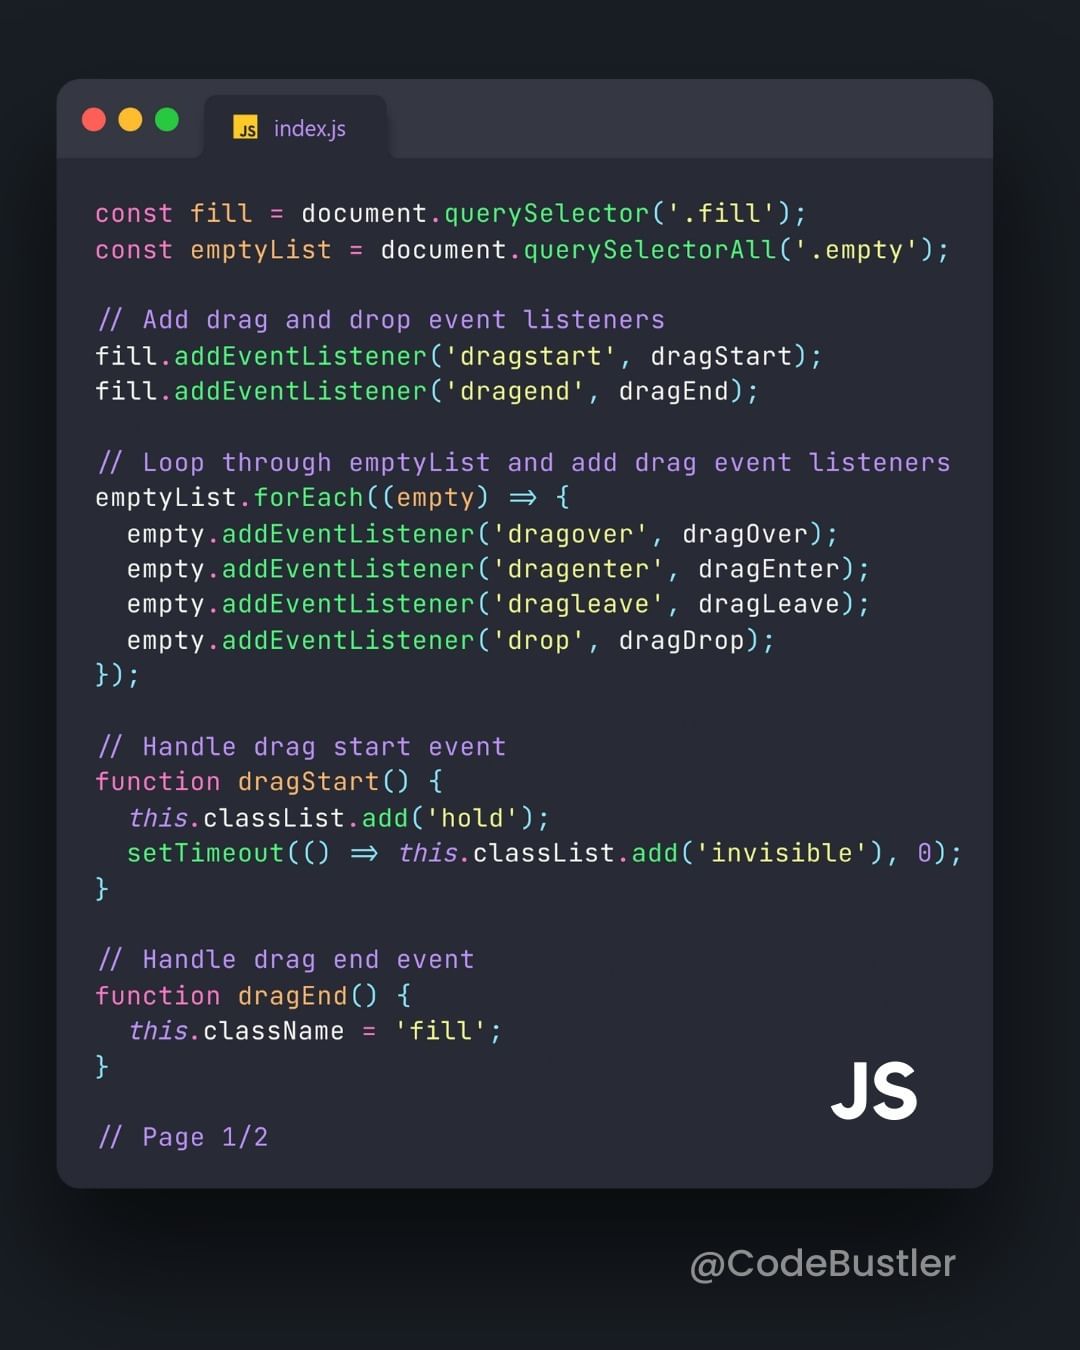 JS index.js
const fill = document.querySelector('.fill');
const emptyList = document.querySelectorAll('.empty');
// Add drag and drop event listeners
fill.addEventListener('dragstart', dragStart);
fill.addEventListener('dragend', dragEnd);
// Loop through emptyList and add drag event listeners
emptyList.forEach((empty) => {
  empty.addEventListener('dragover', dragOver);
  empty.addEventListener('dragenter', dragEnter);
  empty.addEventListener('dragleave', dragLeave);
  empty.addEventListener('drop', dragDrop);
});
// Handle drag start event
function dragStart() {
  this.classList.add('hold');
  setTimeout(() => this.classList.add('invisible'), 0);
}
// Handle drag end event
function dragEnd() {
  this.className = 'fill';
}
JS
// Page 1/2
@CodeBustler